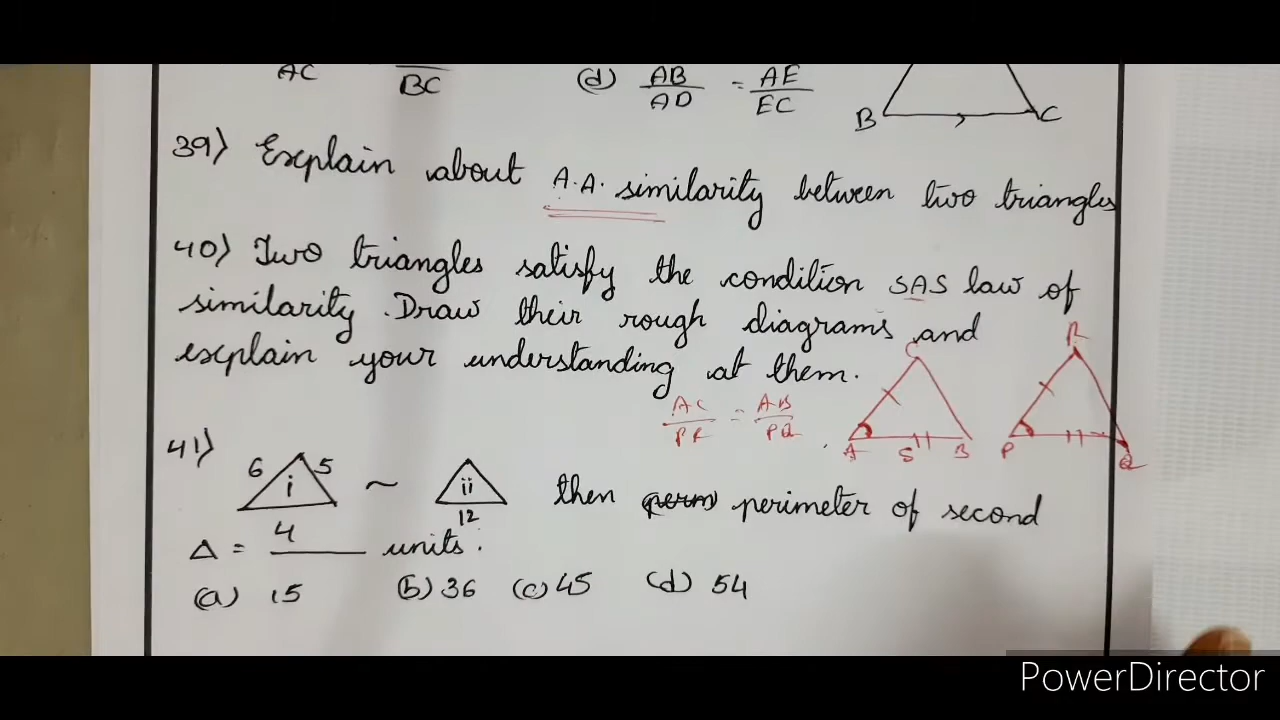 AC BC (d) AB/AD = AE/EC
B C
39) Explain about A.A. similarity between two triangles
40) Two triangles satisfy the condition SAS law of
similarity. Draw their rough diagrams and
explain your understanding at them.
AC/PR = AB/PQ
C R
A S B P Q
41) 6 i 5 4 ~ ii 12 then perimeter of second
Δ = ______ units.
(a) 15 (b) 36 (c) 45 (d) 54
PowerDirector